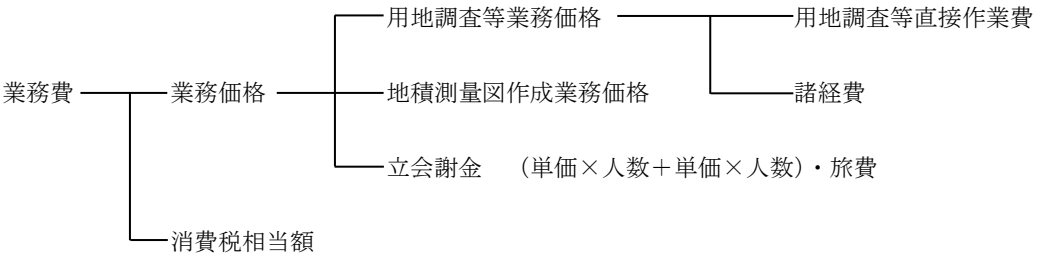 用地調査等業務価格 用地調査等直接作業費
業務費 業務価格 地積測量図作成業務価格 諸経費
立会謝金 （単価×人数＋単価×人数）・旅費
消費税相当額